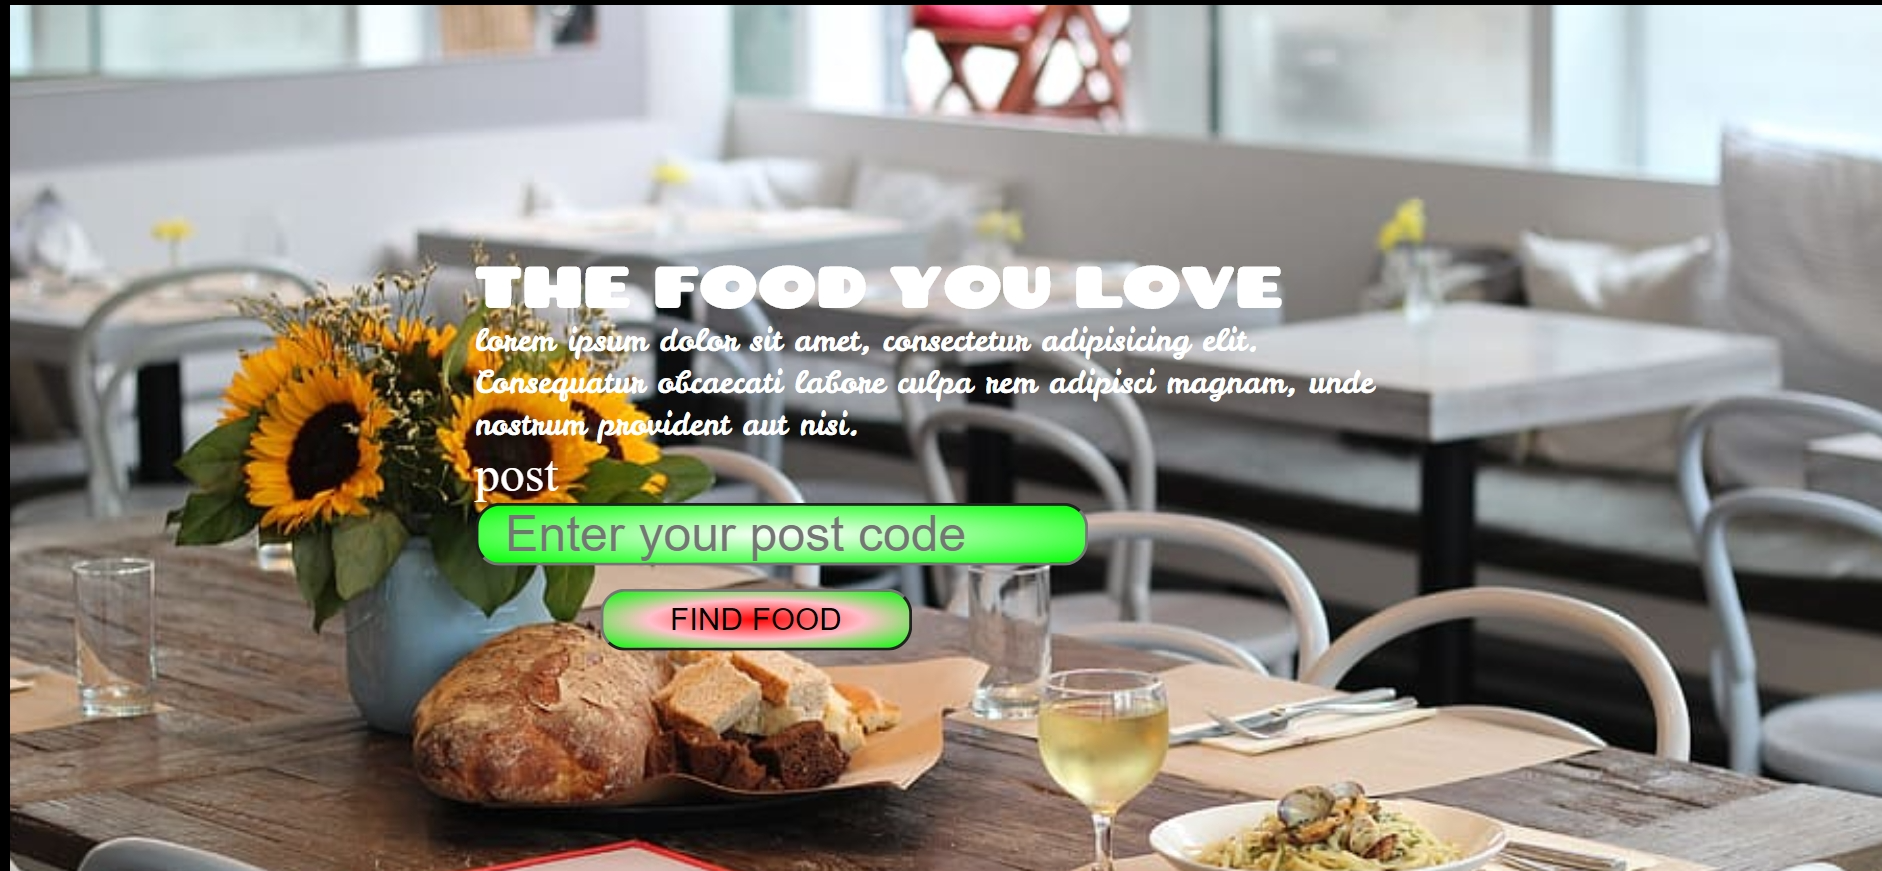 THE FOOD YOU LOVE
lorem ipsum dolor sit amet, consectetur adipisicing elit.
Consequatur obcaecati labore culpa rem adipisci magnam, unde
nostrum provident aut nisi.
post
Enter your post code
FIND FOOD